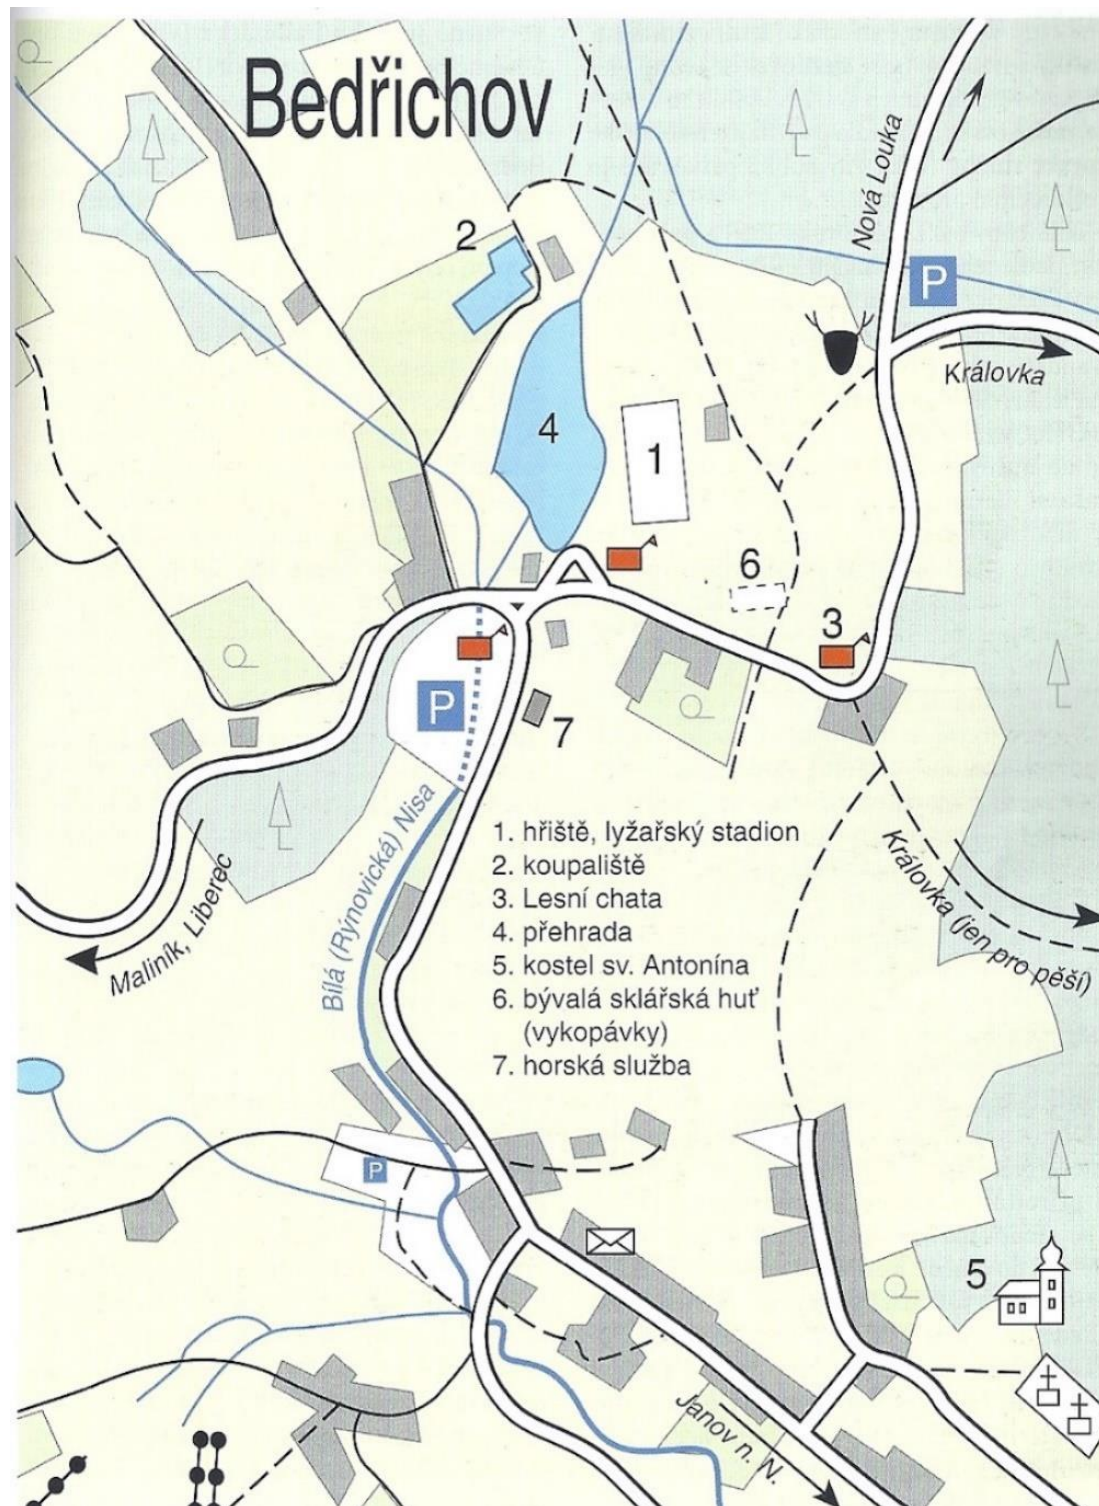 Bedřichov
2
Nová Louka
P
Královka
4
1
6
3
P
7
Bílá (Rýnovická) Nisa
Maliník, Liberec
Královka (jen pro pěší)
1. hřiště, lyžařský stadion
2. koupaliště
3. Lesní chata
4. přehrada
5. kostel sv. Antonína
6. bývalá sklářská huť
(vykopávky)
7. horská služba
P
5
Janov n. N.